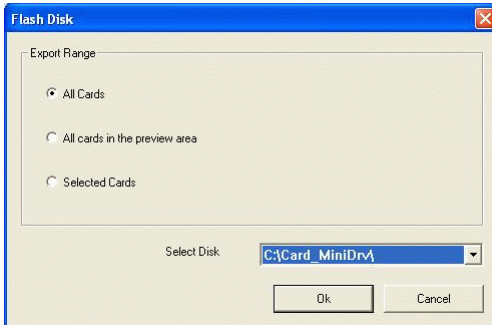 Flash Disk
Export Range
All Cards
All cards in the preview area
Selected Cards
Select Disk
C:\Card_MiniDrv\
Ok
Cancel